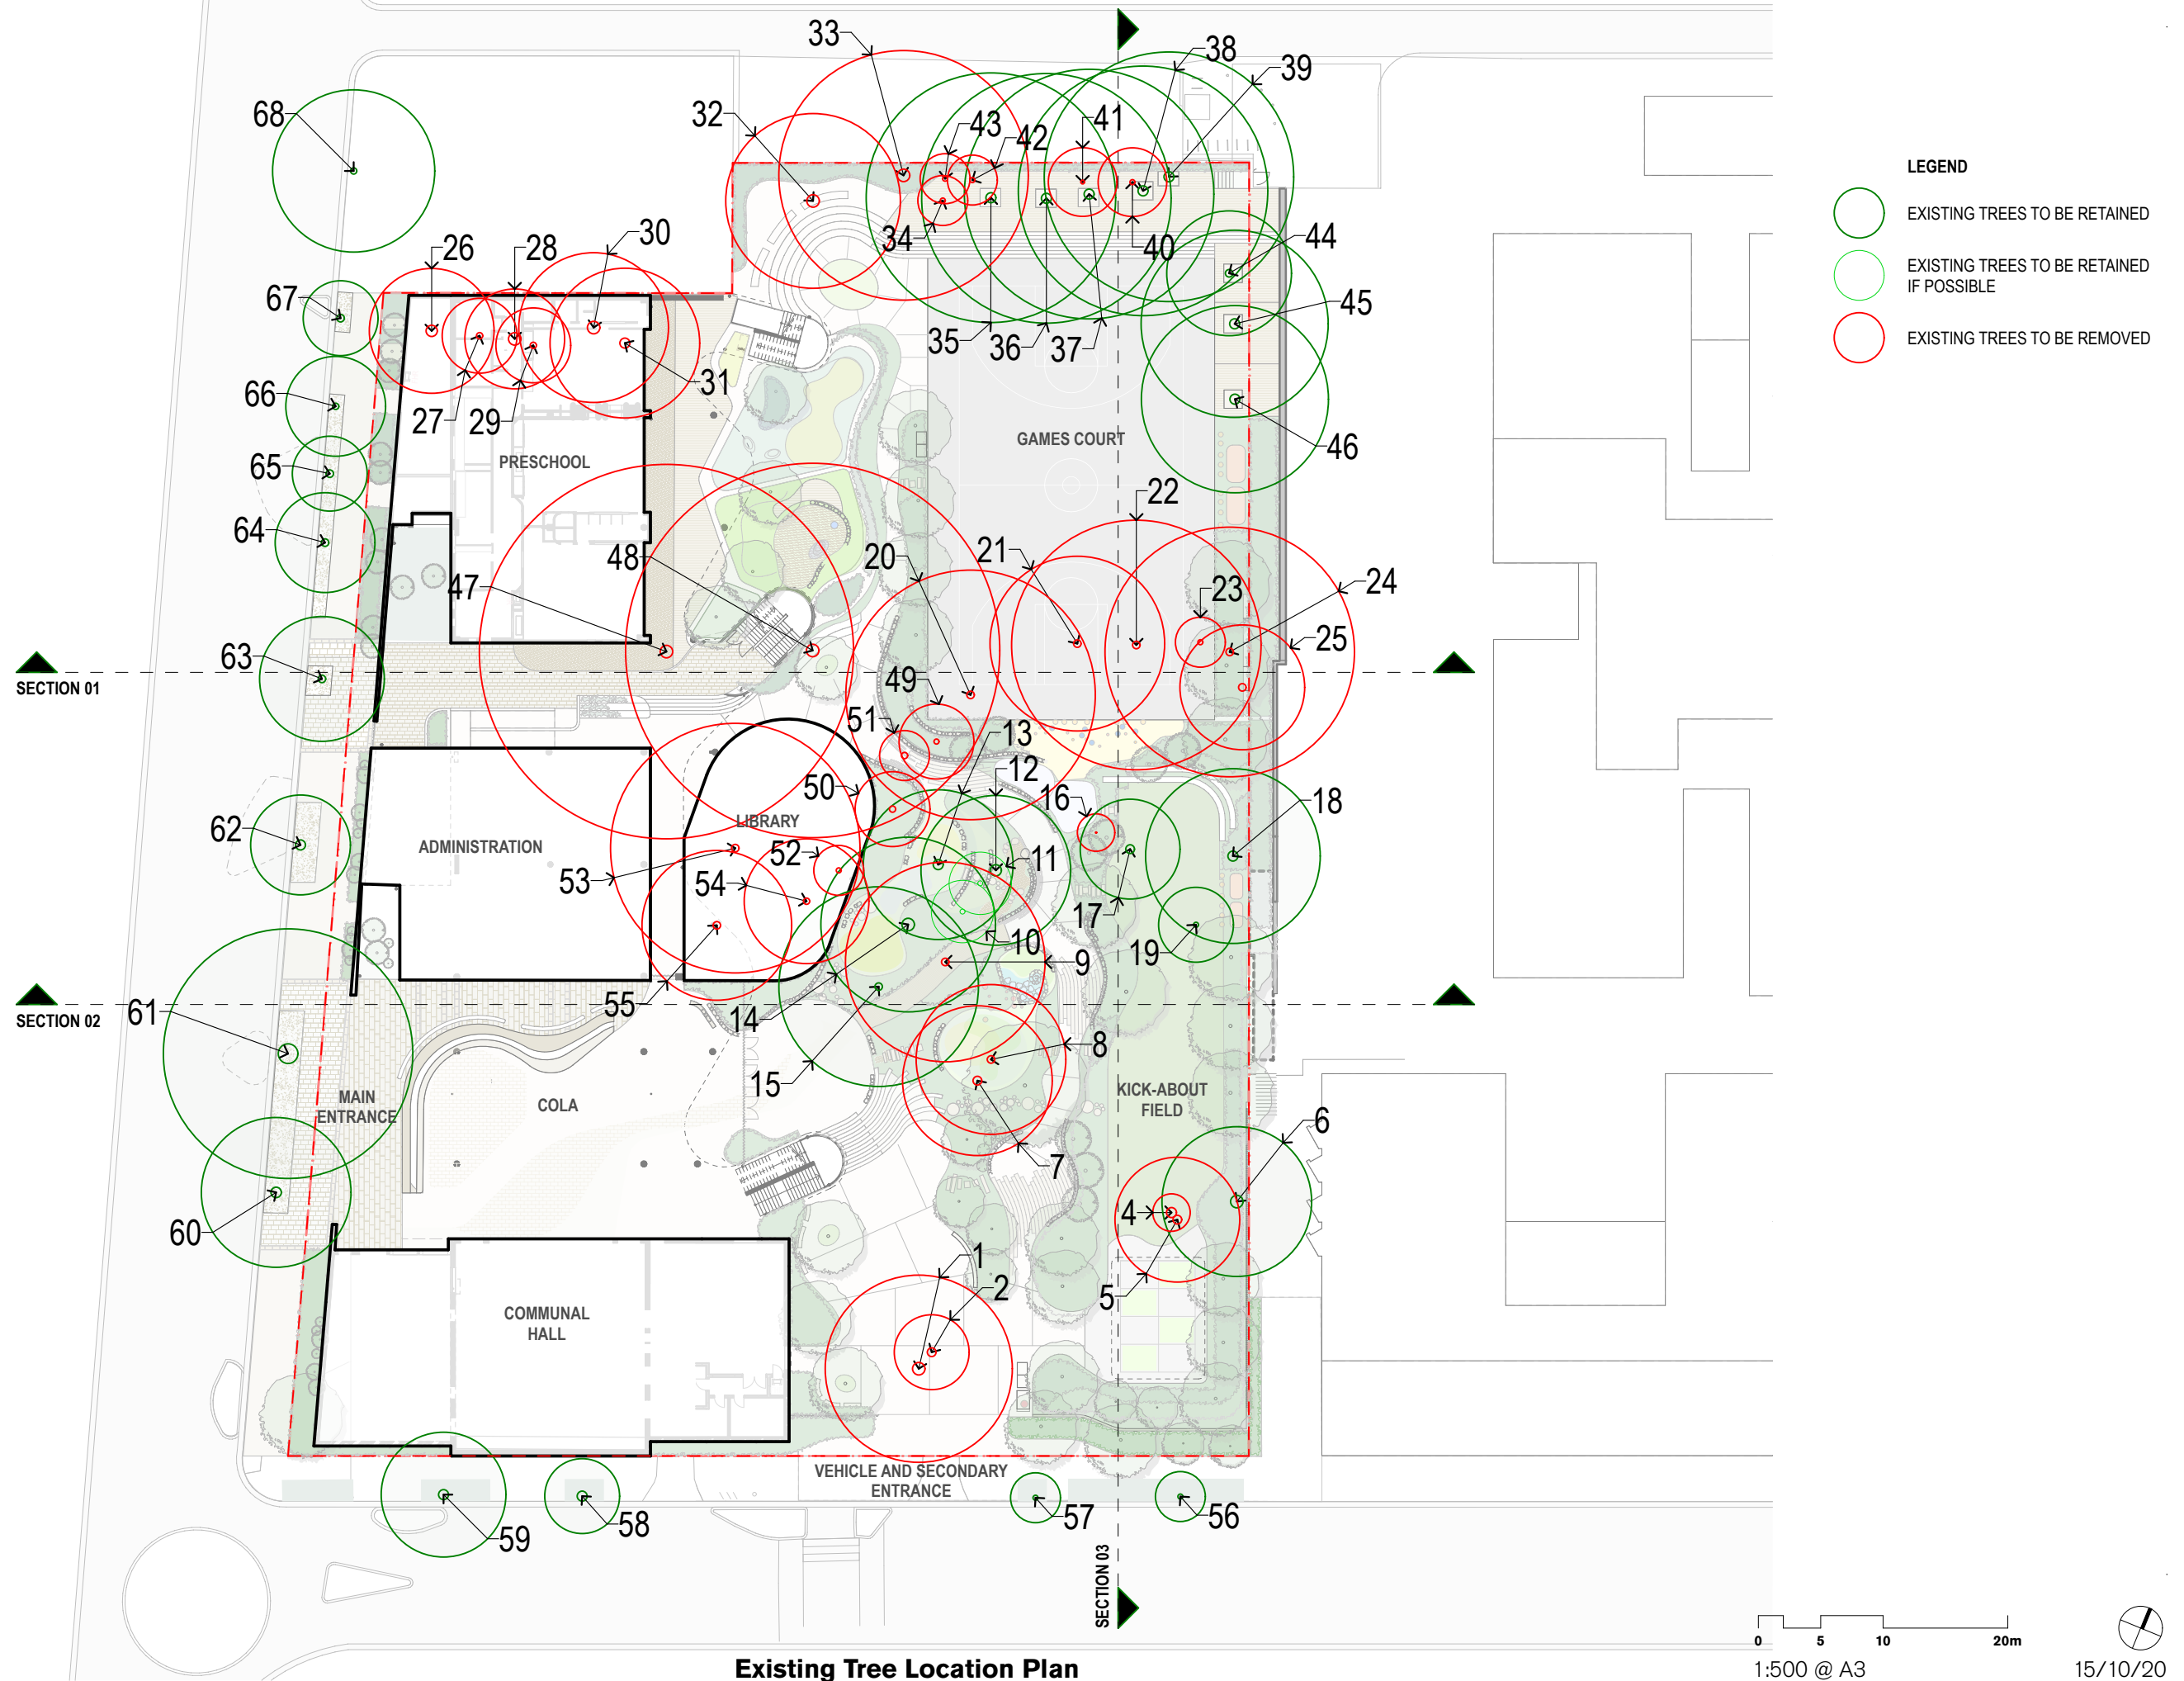 33
38
39
68
32
43
41
42
LEGEND
EXISTING TREES TO BE RETAINED
EXISTING TREES TO BE RETAINED
IF POSSIBLE
EXISTING TREES TO BE REMOVED
26
28
30
34
40
44
67
45
35
36
37
31
66
27
29
GAMES COURT
46
65
PRESCHOOL
22
64
48
20
21
47
23
24
25
63
SECTION 01
49
51
13
12
50
16
18
62
LIBRARY
ADMINISTRATION
52
11
53
54
17
10
19
9
55
61
14
SECTION 02
8
15
KICK-ABOUT
FIELD
MAIN
ENTRANCE
COLA
6
7
60
4
1
2
5
COMMUNAL
HALL
VEHICLE AND SECONDARY
ENTRANCE
59
58
57
56
SECTION 03
0 5 10 20m
Existing Tree Location Plan
1:500 @ A3
15/10/20